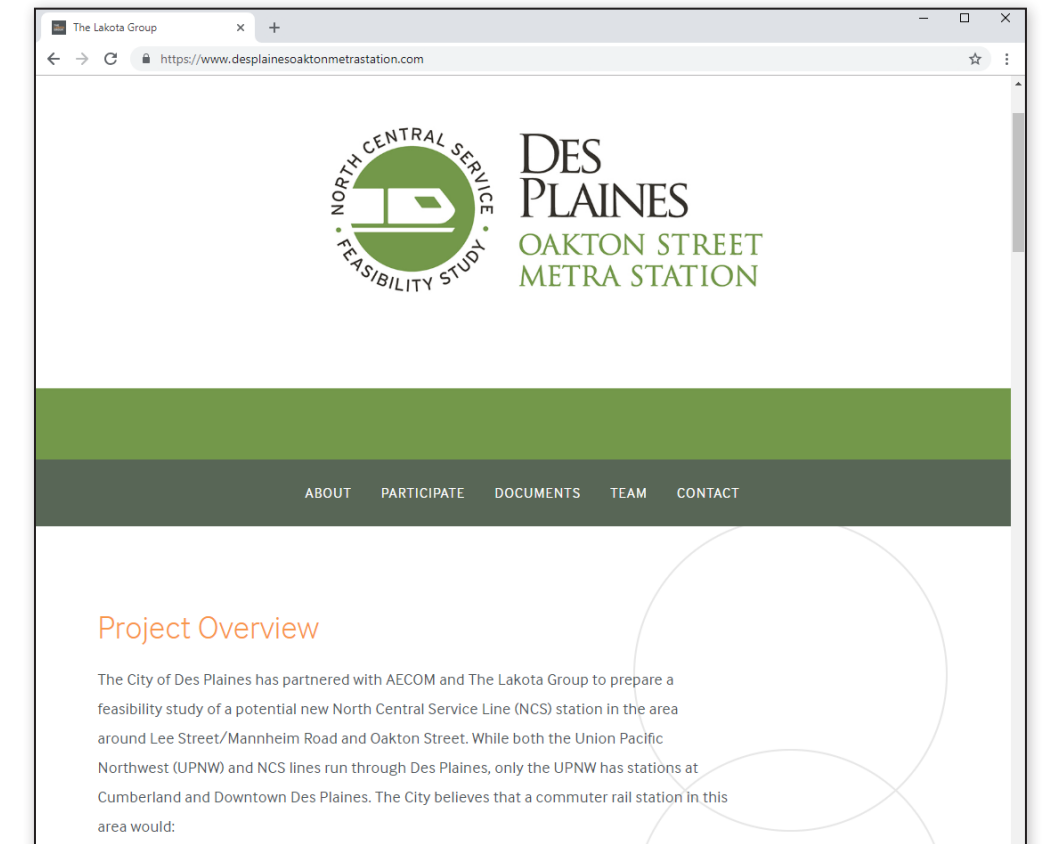 The Lakota Group
https://www.desplainesoaktonmetrastation.com
NORTH CENTRAL SERVICE
• FEASIBILITY STUDY •
DES
PLAINES
OAKTON STREET
METRA STATION
ABOUT PARTICIPATE DOCUMENTS TEAM CONTACT
Project Overview
The City of Des Plaines has partnered with AECOM and The Lakota Group to prepare a
feasibility study of a potential new North Central Service Line (NCS) station in the area
around Lee Street/Mannheim Road and Oakton Street. While both the Union Pacific
Northwest (UPNW) and NCS lines run through Des Plaines, only the UPNW has stations at
Cumberland and Downtown Des Plaines. The City believes that a commuter rail station in this
area would: